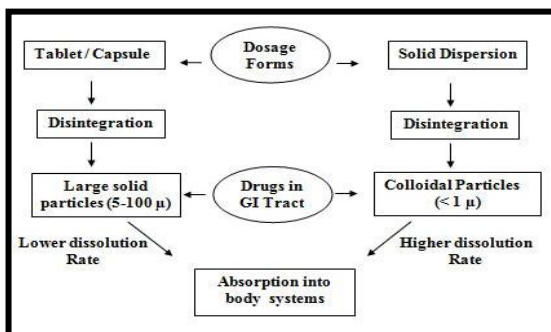 Tablet / Capsule
Dosage
Forms
Solid Dispersion
Disintegration
Disintegration
Large solid
particles (5-100 µ)
Drugs in
GI Tract
Colloidal Particles
(< 1 µ)
Lower dissolution
Rate
Higher dissolution
Rate
Absorption into
body systems